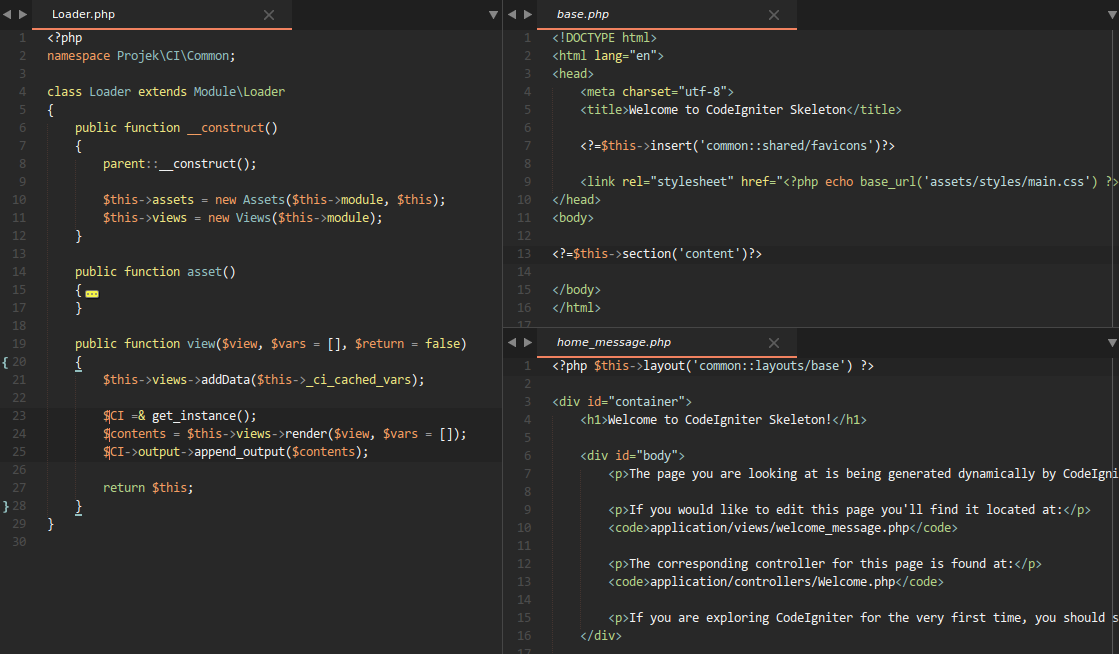 Loader.php
1 <?php
2 namespace Projek\CI\Common;
3
4 class Loader extends Module\Loader
5 {
6     public function __construct()
7     {
8         parent::__construct();
9
10         $this->assets = new Assets($this->module, $this);
11         $this->views = new Views($this->module);
12     }
13
14     public function asset()
15     {
17     }
18
19     public function view($view, $vars = [], $return = false)
{ 20     {
21         $this->views->addData($this->_ci_cached_vars);
22
23         $CI =& get_instance();
24         $contents = $this->views->render($view, $vars = []);
25         $CI->output->append_output($contents);
26
27         return $this;
} 28     }
29 }
30
base.php
1 <!DOCTYPE html>
2 <html lang="en">
3 <head>
4     <meta charset="utf-8">
5     <title>Welcome to CodeIgniter Skeleton</title>
6
7     <?=$this->insert('common::shared/favicons')?>
8
9     <link rel="stylesheet" href="<?php echo base_url('assets/styles/main.css') ?>
10 </head>
11 <body>
12
13 <?=$this->section('content')?>
14
15 </body>
16 </html>
17
home_message.php
1 <?php $this->layout('common::layouts/base') ?>
2
3 <div id="container">
4     <h1>Welcome to CodeIgniter Skeleton!</h1>
5
6     <div id="body">
7         <p>The page you are looking at is being generated dynamically by CodeIgni
8
9         <p>If you would like to edit this page you'll find it located at:</p>
10         <code>application/views/welcome_message.php</code>
11
12         <p>The corresponding controller for this page is found at:</p>
13         <code>application/controllers/Welcome.php</code>
14
15         <p>If you are exploring CodeIgniter for the very first time, you should s
16     </div>
17